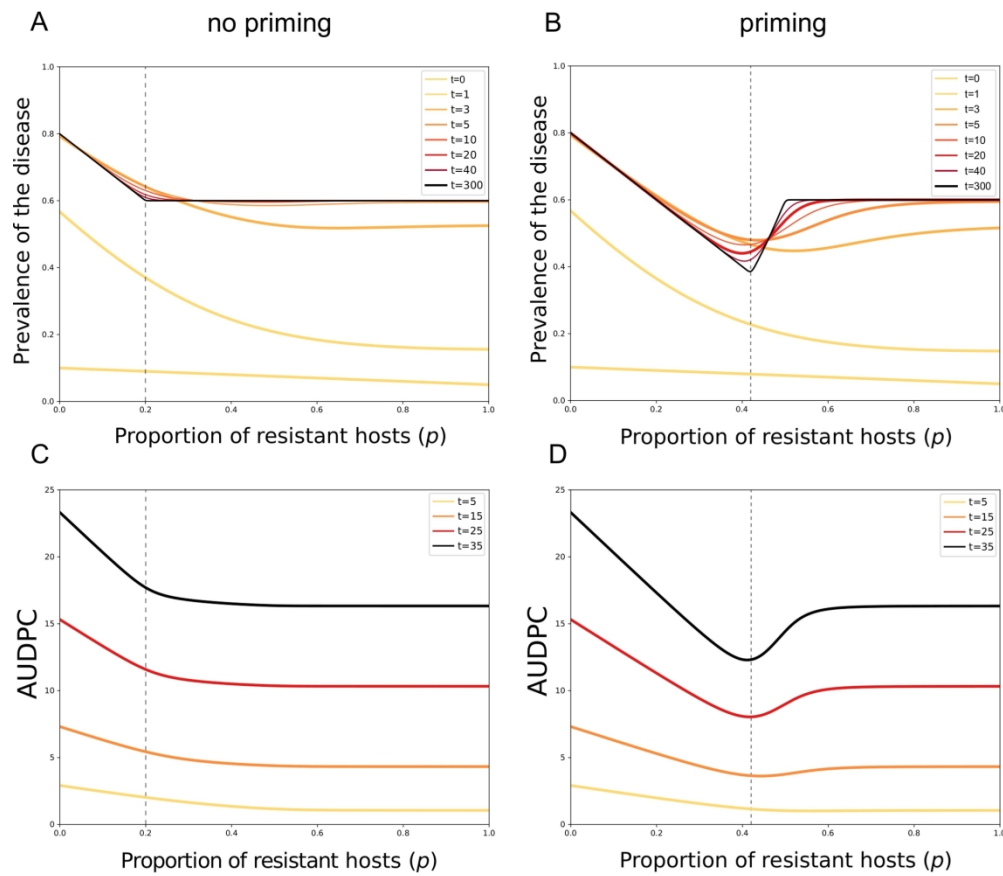 A
no priming
B
priming
1.0
0.8
0.6
0.4
0.2
0.0
Prevalence of the disease
t=0
t=1
t=3
t=5
t=10
t=20
t=40
t=300
0.0 0.2 0.4 0.6 0.8 1.0
Proportion of resistant hosts (p)
1.0
0.8
0.6
0.4
0.2
0.0
Prevalence of the disease
t=0
t=1
t=3
t=5
t=10
t=20
t=40
t=300
0.0 0.2 0.4 0.6 0.8 1.0
Proportion of resistant hosts (p)
C
25
20
15
10
5
0
AUDPC
t=5
t=15
t=25
t=35
0.0 0.2 0.4 0.6 0.8 1.0
Proportion of resistant hosts (p)
D
25
20
15
10
5
0
AUDPC
t=5
t=15
t=25
t=35
0.0 0.2 0.4 0.6 0.8 1.0
Proportion of resistant hosts (p)